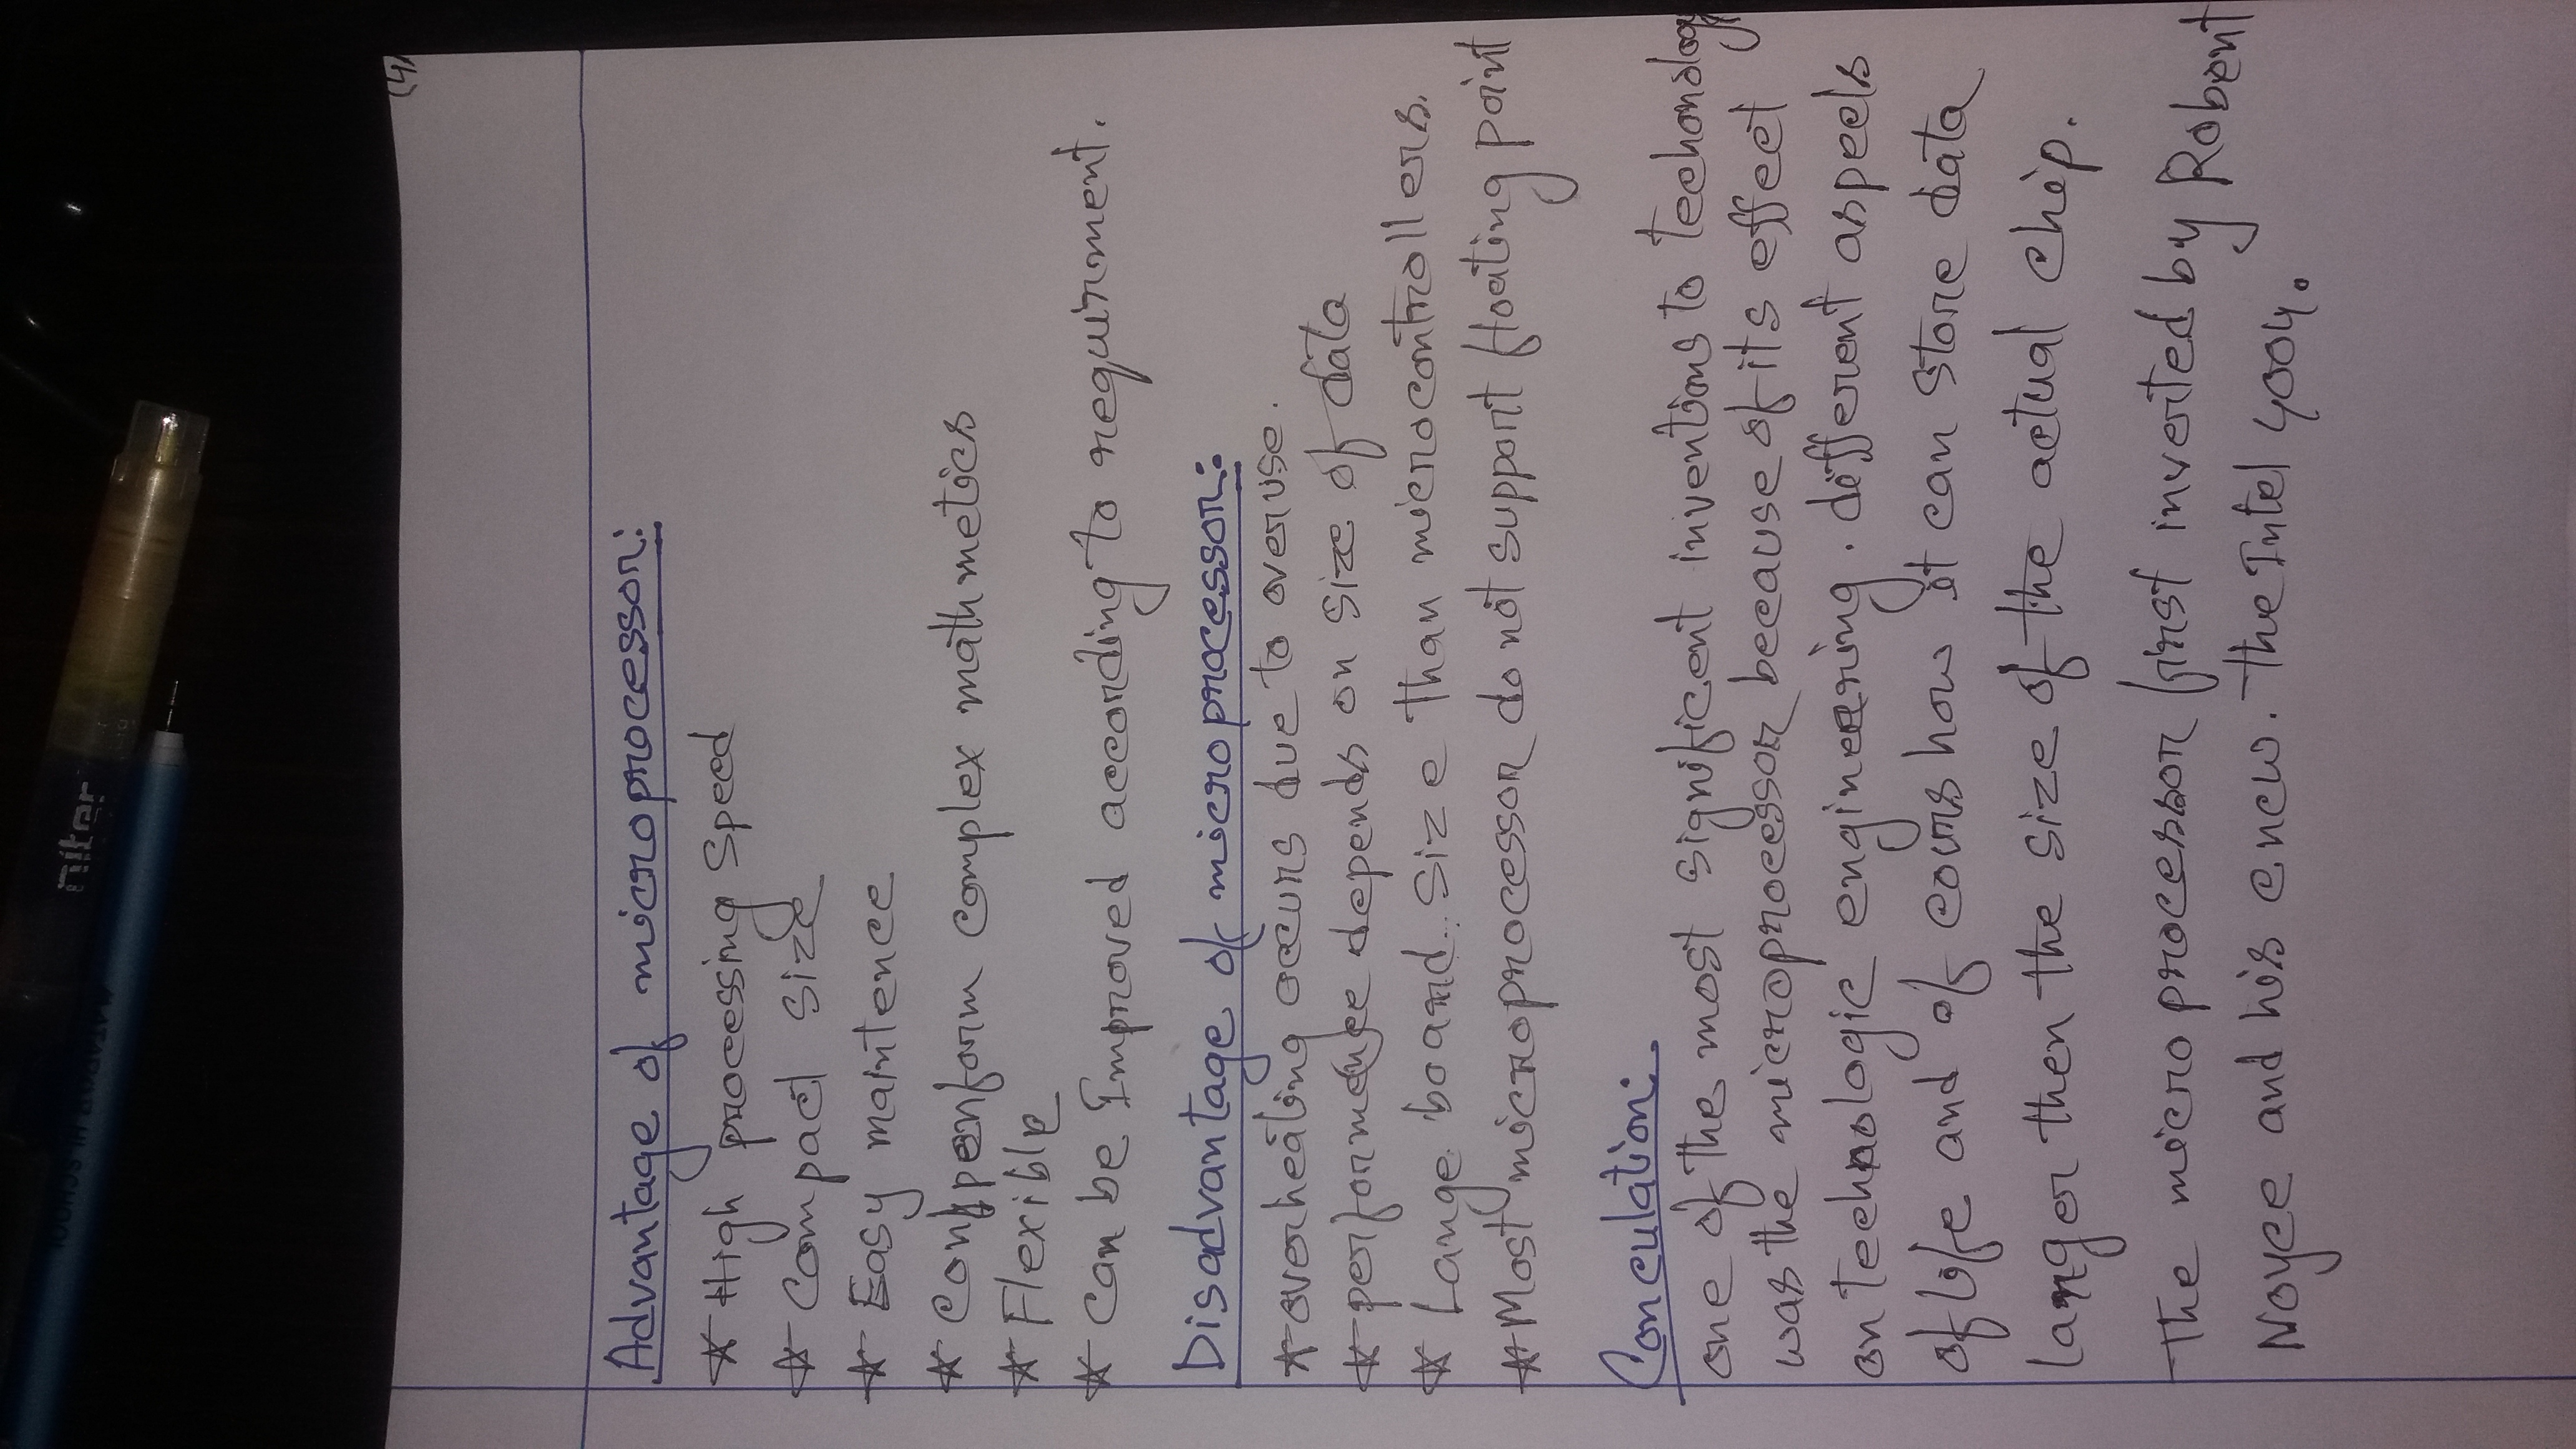 niter
MATADOR HI SCHOOL
(4)
Advantage of microprocessor:
* High processing speed
* Compact size
* Easy maintence
* Can perform complex mathmetics
* Flexible
* Can be Improved according to requirment.
Disadvantage of microprocessor:
* overheating occurs due to overuse.
* performence depends on size of data
* Large board size than microcontrollers.
* Most microprocessor do not support floating point
Conculation:
one of the most significent inventions to techonology
was the microprocessor because of its effect
on technologic engineering. different aspects
of life and of cours how it can store data
larger then the size of the actual chip.
The microprocessor first inverted by Robert
Noyce and his crew. The Intel 4004.